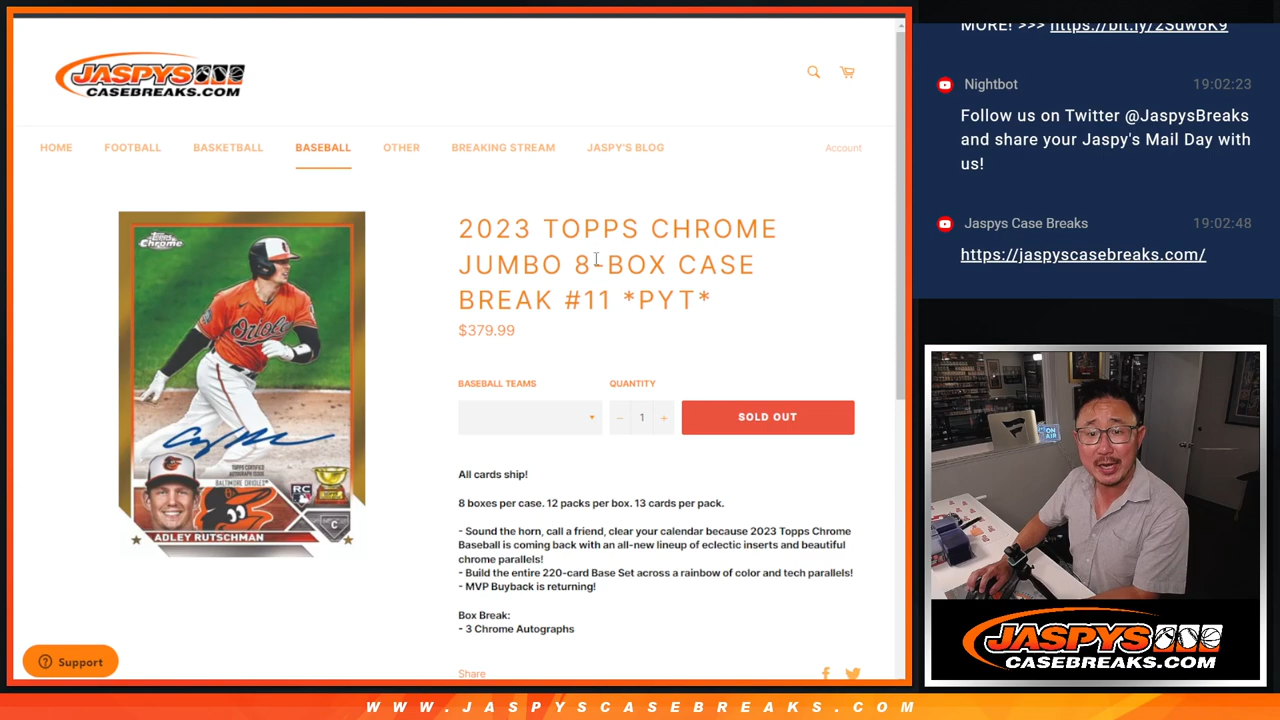 JASPYS
CASEBREAKS.COM
HOME FOOTBALL BASKETBALL BASEBALL OTHER BREAKING STREAM JASPY'S BLOG Account
Topps
Chrome
Orioles
TOPPS CERTIFIED
AUTOGRAPH ISSUE
BALTIMORE ORIOLES
RC
C
ADLEY RUTSCHMAN
2023 TOPPS CHROME
JUMBO 8-BOX CASE
BREAK #11 *PYT*
$379.99
BASEBALL TEAMS QUANTITY
− 1 + SOLD OUT
All cards ship!
8 boxes per case. 12 packs per box. 13 cards per pack.
- Sound the horn, call a friend, clear your calendar because 2023 Topps Chrome
Baseball is coming back with an all-new lineup of eclectic inserts and beautiful
chrome parallels!
- Build the entire 220-card Base Set across a rainbow of color and tech parallels!
- MVP Buyback is returning!
Box Break:
- 3 Chrome Autographs
Share
Support
MORE! >>> https://bit.ly/2Sdw6K9
Nightbot 19:02:23
Follow us on Twitter @JaspysBreaks
and share your Jaspy's Mail Day with
us!
Jaspys Case Breaks 19:02:48
https://jaspyscasebreaks.com/
ON AIR
JASPYS
CASEBREAKS.COM
WWW.JASPYSCASEBREAKS.COM